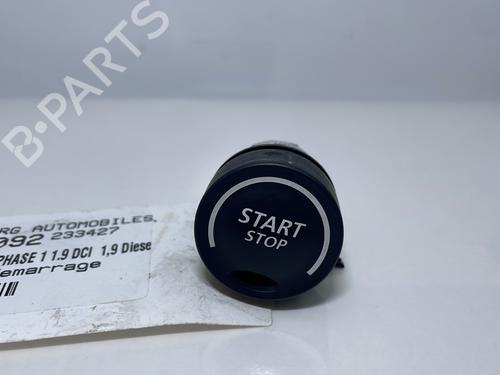 B-PARTS
RG AUTOMOBILES
092 233427
PHASE 1 1.9 DCI 1,9 Diese
emarrage
START
STOP